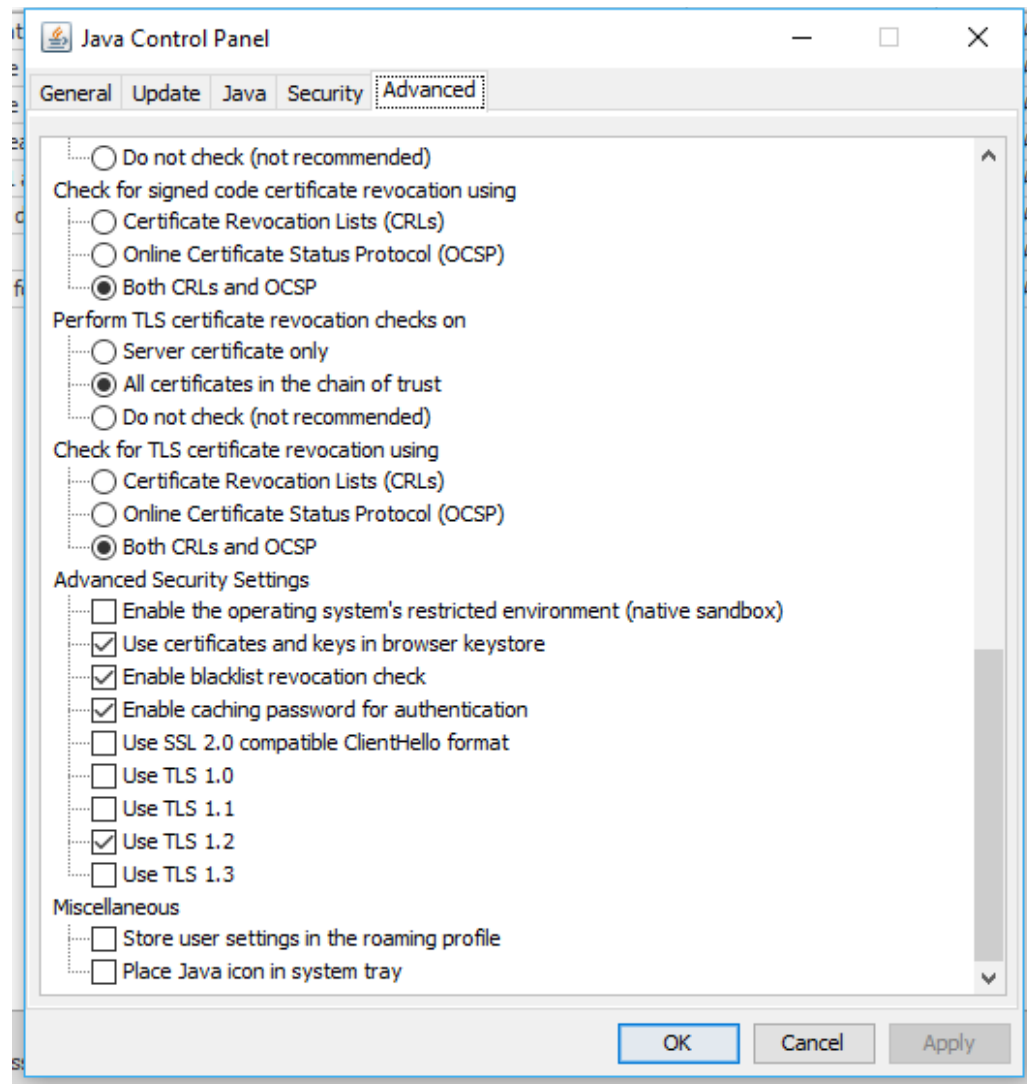 Java Control Panel
General Update Java Security Advanced
Do not check (not recommended)
Check for signed code certificate revocation using
Certificate Revocation Lists (CRLs)
Online Certificate Status Protocol (OCSP)
Both CRLs and OCSP
Perform TLS certificate revocation checks on
Server certificate only
All certificates in the chain of trust
Do not check (not recommended)
Check for TLS certificate revocation using
Certificate Revocation Lists (CRLs)
Online Certificate Status Protocol (OCSP)
Both CRLs and OCSP
Advanced Security Settings
Enable the operating system's restricted environment (native sandbox)
Use certificates and keys in browser keystore
Enable blacklist revocation check
Enable caching password for authentication
Use SSL 2.0 compatible ClientHello format
Use TLS 1.0
Use TLS 1.1
Use TLS 1.2
Use TLS 1.3
Miscellaneous
Store user settings in the roaming profile
Place Java icon in system tray
OK Cancel Apply